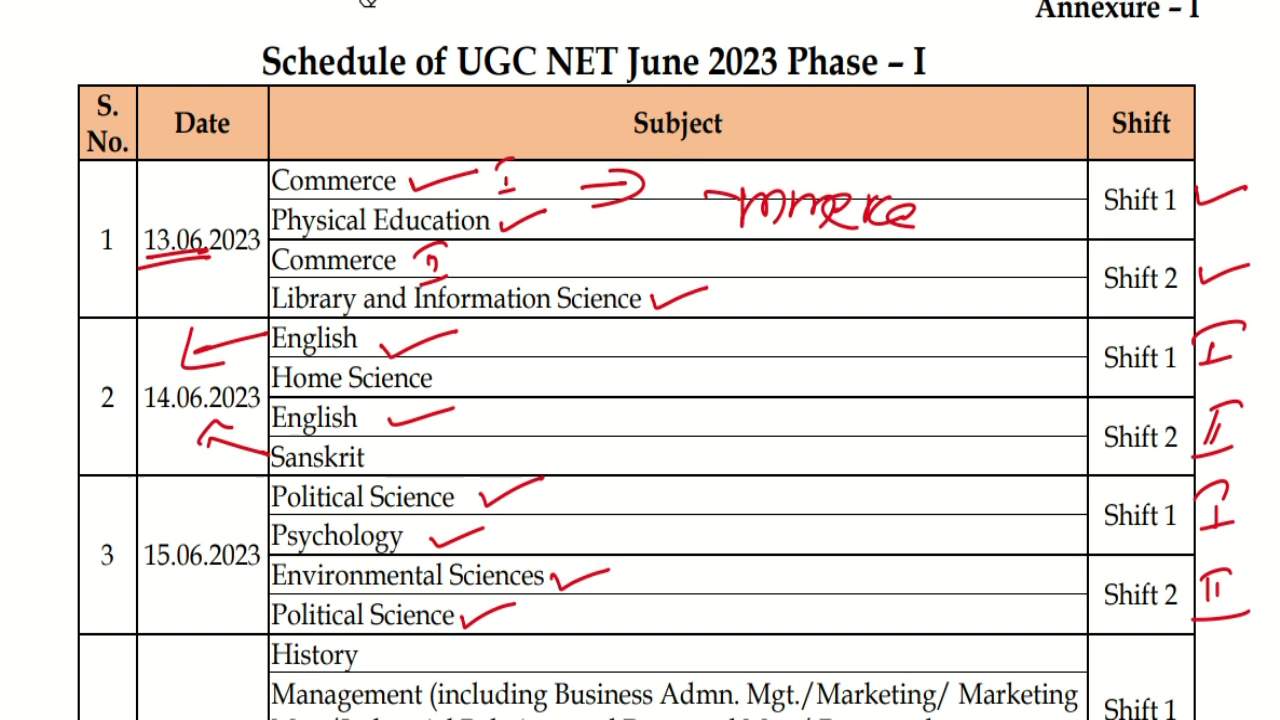 Annexure – I
Schedule of UGC NET June 2023 Phase – I
S. No. Date Subject Shift
1 13.06.2023
Commerce I
Physical Education
Shift 1
Commerce II
Library and Information Science
Shift 2
2 14.06.2023
English
Home Science
Shift 1 I
English
Sanskrit
Shift 2 II
3 15.06.2023
Political Science
Psychology
Shift 1 I
Environmental Sciences
Political Science
Shift 2 II
History
Management (including Business Admn. Mgt./Marketing/ Marketing
Shift 1